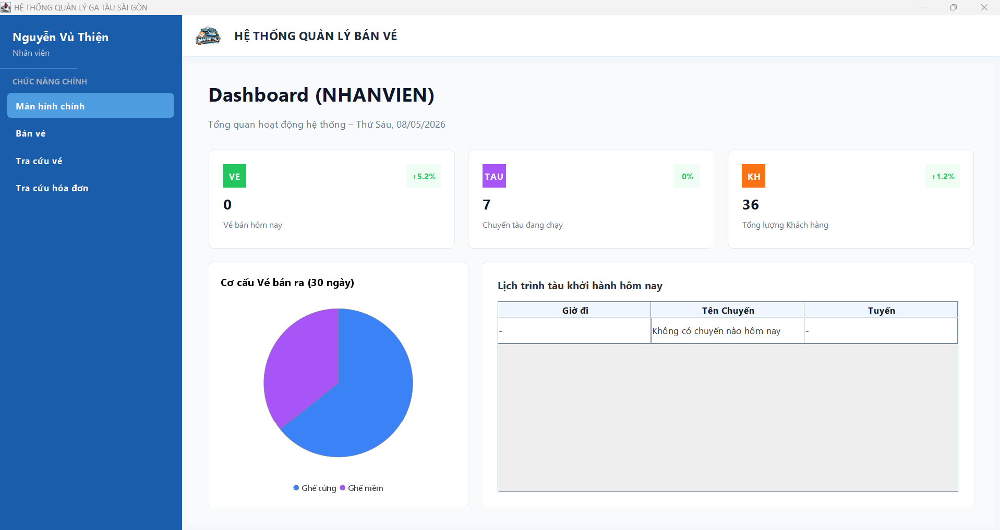 HỆ THỐNG QUẢN LÝ GA TÀU SÀI GÒN
Nguyễn Vủ Thiện
Nhân viên
CHỨC NĂNG CHÍNH
Màn hình chính
Bán vé
Tra cứu vé
Tra cứu hóa đơn
BÁN VÉ TÀU
HỆ THỐNG QUẢN LÝ BÁN VÉ
Dashboard (NHANVIEN)
Tổng quan hoạt động hệ thống – Thứ Sáu, 08/05/2026
VE
+5.2%
0
Vé bán hôm nay
TAU
0%
7
Chuyến tàu đang chạy
KH
+1.2%
36
Tổng lượng Khách hàng
Cơ cấu Vé bán ra (30 ngày)
Ghế cứng Ghế mềm
Lịch trình tàu khởi hành hôm nay
Giờ đi Tên Chuyến Tuyến
- Không có chuyến nào hôm nay -